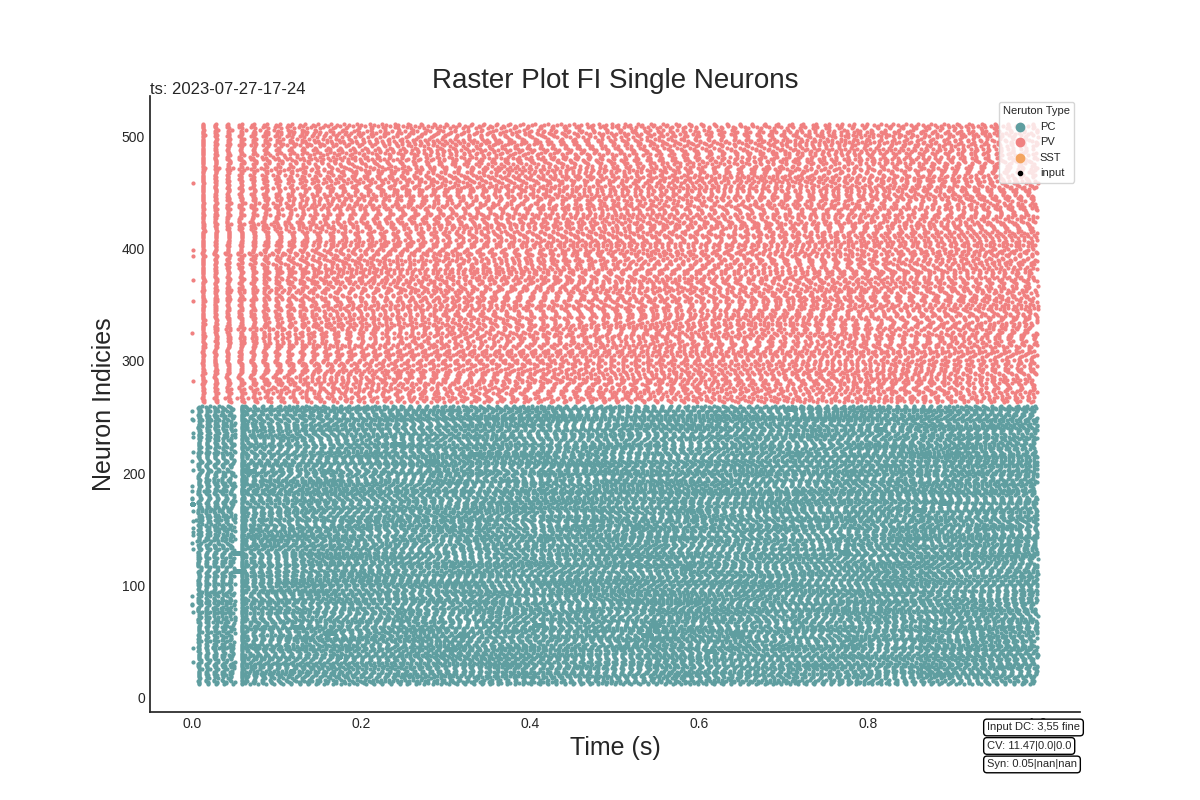 Raster Plot FI Single Neurons
ts: 2023-07-27-17-24
Neruton Type
PC
PV
SST
input
500
400
300
200
100
0
Neuron Indicies
0.0
0.2
0.4
0.6
0.8
Time (s)
Input DC: 3,55 fine
CV: 11.47|0.0|0.0
Syn: 0.05|nan|nan